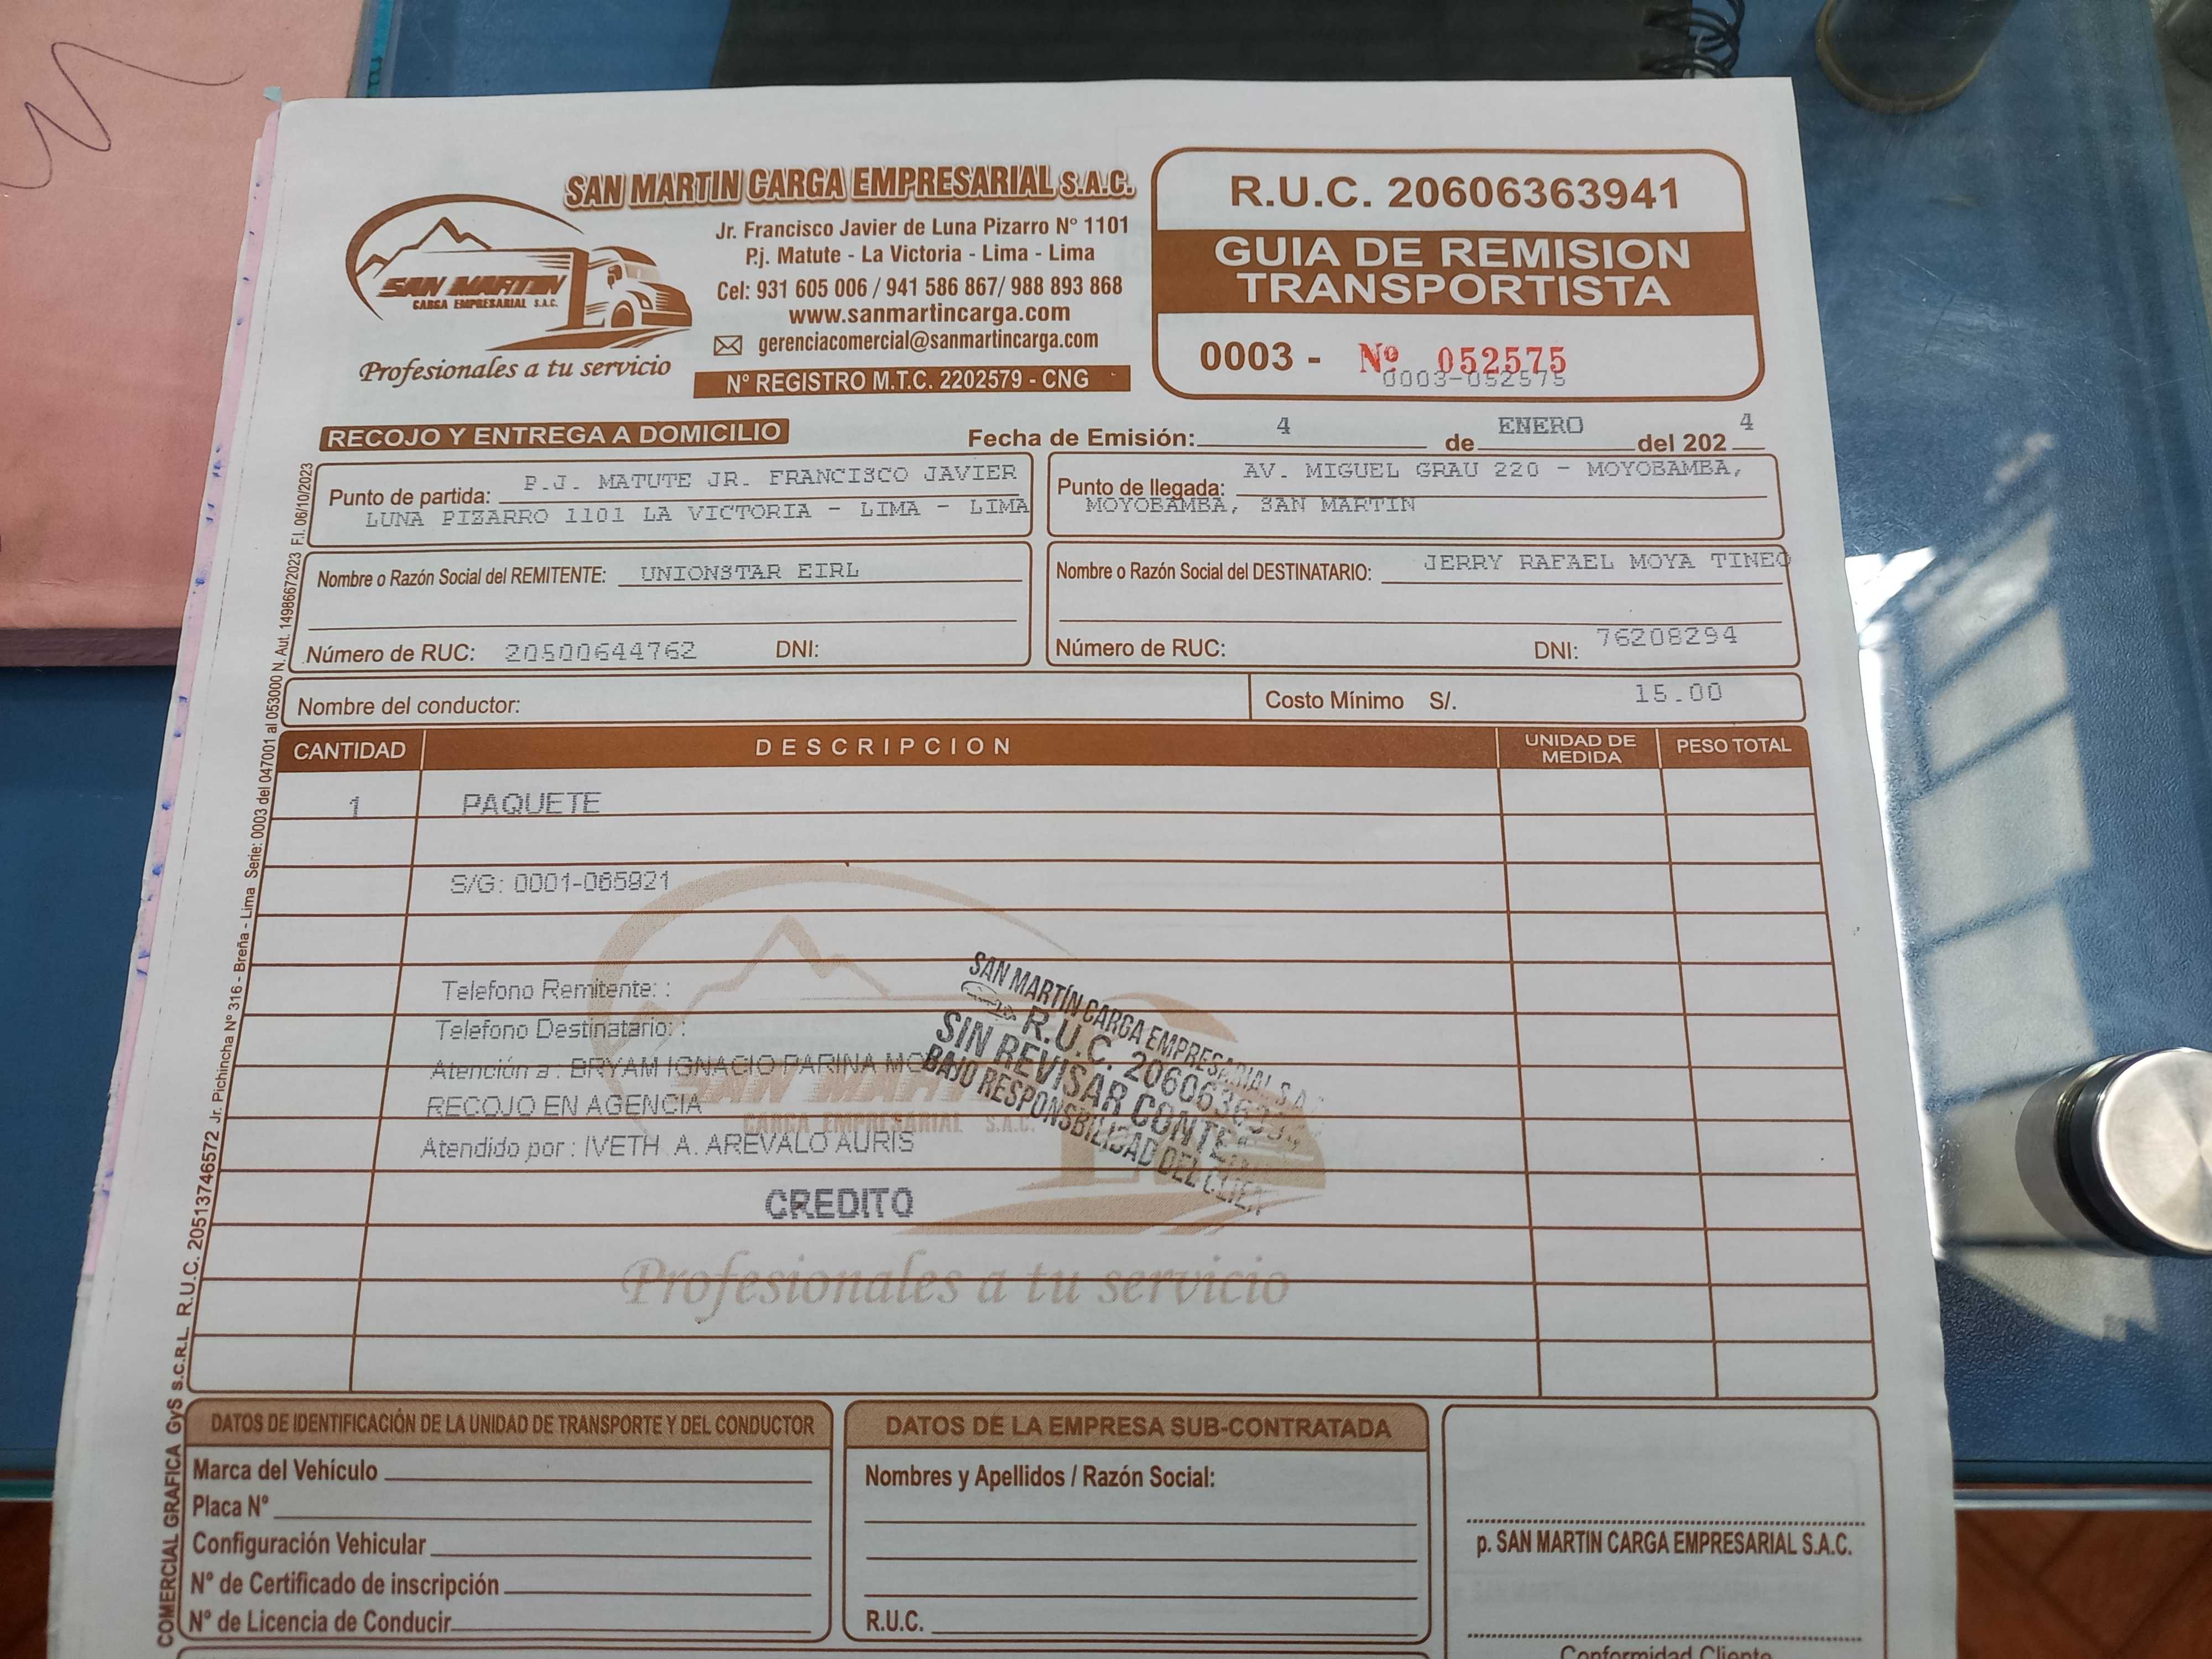 SAN MARTIN CARGA EMPRESARIAL S.A.C.
SAN MARTIN
CARGA EMPRESARIAL S.A.C.
Profesionales a tu servicio
Jr. Francisco Javier de Luna Pizarro N° 1101
P.j. Matute - La Victoria - Lima - Lima
Cel: 931 605 006 / 941 586 867/ 988 893 868
www.sanmartincarga.com
gerenciacomercial@sanmartincarga.com
N° REGISTRO M.T.C. 2202579 - CNG
R.U.C. 20606363941
GUIA DE REMISION
TRANSPORTISTA
0003 - Nº 052575
0003-052575
RECOJO Y ENTREGA A DOMICILIO
Fecha de Emisión: 4 de ENERO del 202 4
Punto de partida: P.J. MATUTE JR. FRANCISCO JAVIER
LUNA PIZARRO 1101 LA VICTORIA - LIMA - LIMA
Punto de llegada: AV. MIGUEL GRAU 220 - MOYOBAMBA,
MOYOBAMBA, SAN MARTIN
Nombre o Razón Social del REMITENTE: UNIONSTAR EIRL
Número de RUC: 20500644762 DNI:
Nombre o Razón Social del DESTINATARIO: JERRY RAFAEL MOYA TINEO
Número de RUC: DNI: 76208294
Nombre del conductor:
Costo Mínimo S/. 15.00
CANTIDAD DESCRIPCION UNIDAD DE MEDIDA PESO TOTAL
1 PAQUETE
S/G: 0001-065921
Telefono Remitente: :
Telefono Destinatario: :
Atención a : BRYAM IGNACIO PARINA
RECOJO EN AGENCIA
Atendido por : IVETH A. AREVALO AURIS
CREDITO
SAN MARTÍN CARGA EMPRESARIAL S.A.
R.U.C.
SIN REVISAR
BAJO RESPONSBILIDAD DEL
SAN MARTIN
CARGA EMPRESARIAL S.A.C.
Profesionales a tu servicio
DATOS DE IDENTIFICACIÓN DE LA UNIDAD DE TRANSPORTE Y DEL CONDUCTOR
Marca del Vehículo
Placa N°
Configuración Vehicular
N° de Certificado de inscripción
N° de Licencia de Conducir
DATOS DE LA EMPRESA SUB-CONTRATADA
Nombres y Apellidos / Razón Social:
R.U.C.
p. SAN MARTIN CARGA EMPRESARIAL S.A.C.
Conformidad Cliente
COMERCIAL GRAFICA GyS S.C.R.L. R.U.C. 20513746572 Jr. Pichincha N° 316 - Breña - Lima Serie: 0003 del 047001 al 053000 N. Aut. 14986672023 F.I. 06/10/2023